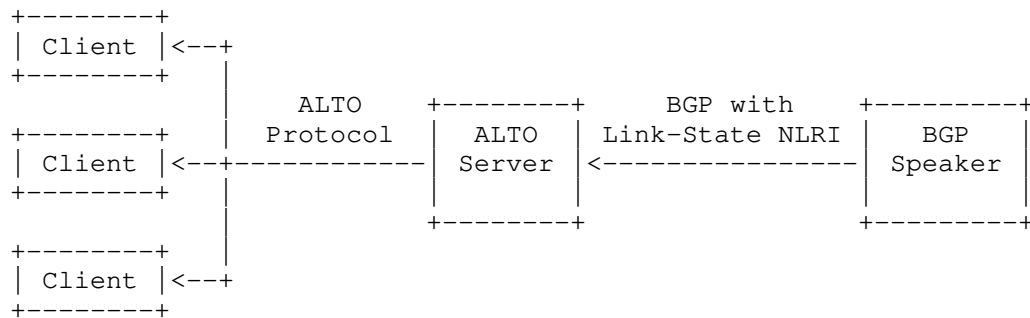 Client
ALTO BGP with
Protocol ALTO Link-State NLRI BGP
Client Server Speaker
Client